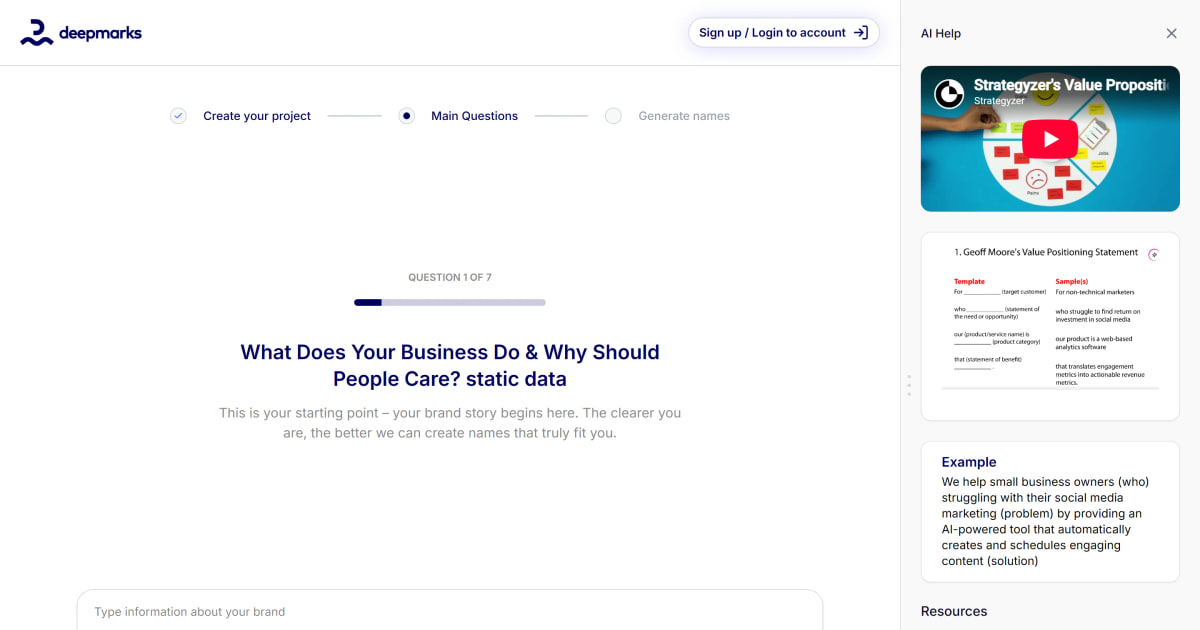 deepmarks
Sign up / Login to account
Create your project
Main Questions
Generate names
QUESTION 1 OF 7
What Does Your Business Do & Why Should
People Care? static data
This is your starting point – your brand story begins here. The clearer you
are, the better we can create names that truly fit you.
Type information about your brand
AI Help
Strategyzer's Value Propositi
Strategyzer
Jobs
Pains
1. Geoff Moore's Value Positioning Statement
Template
For ____________ (target customer)
who ____________ (statement of
the need or opportunity)
our (product/service name) is
____________ (product category)
that (statement of benefit)
____________ .
Sample(s)
For non-technical marketers
who struggle to find return on
investment in social media
our product is a web-based
analytics software
that translates engagement
metrics into actionable revenue
metrics.
Example
We help small business owners (who)
struggling with their social media
marketing (problem) by providing an
AI-powered tool that automatically
creates and schedules engaging
content (solution)
Resources